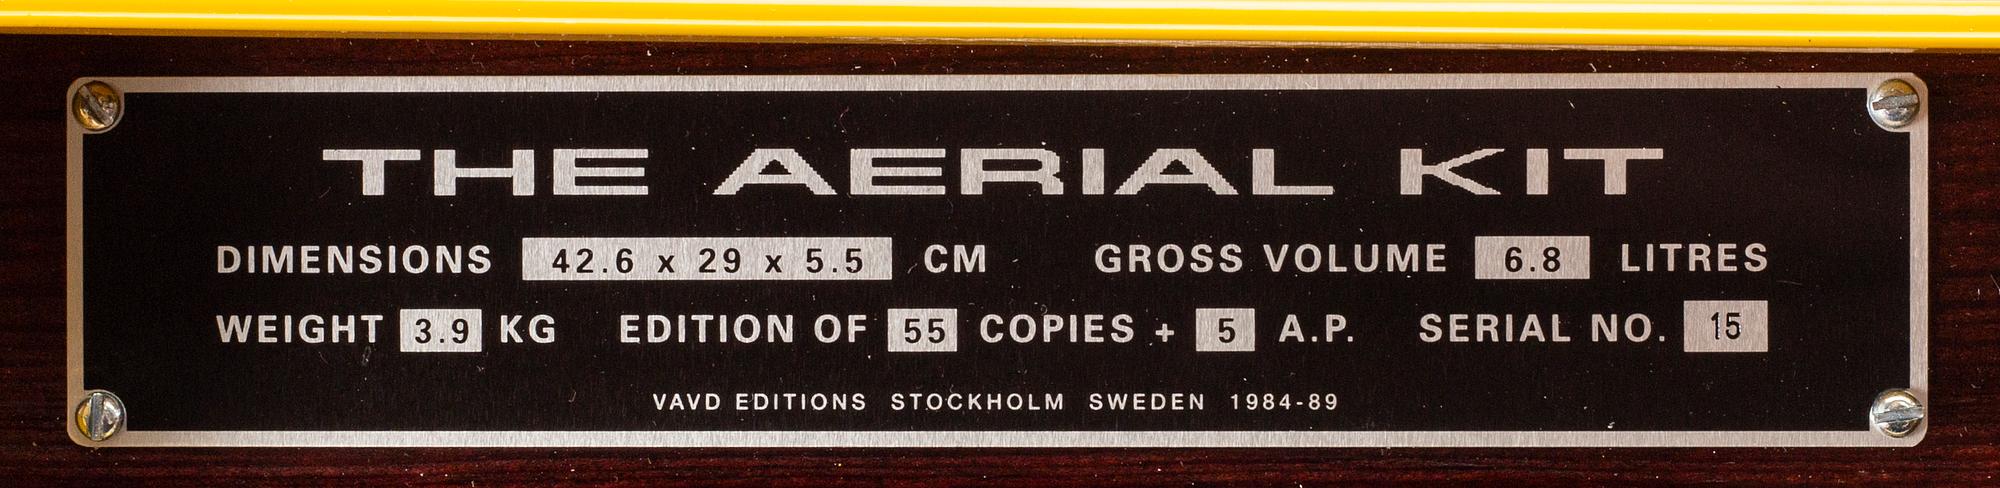 THE AERIAL KIT
DIMENSIONS 42.6 x 29 x 5.5 CM GROSS VOLUME 6.8 LITRES
WEIGHT 3.9 KG EDITION OF 55 COPIES + 5 A.P. SERIAL NO. 15
VAVD EDITIONS STOCKHOLM SWEDEN 1984-89